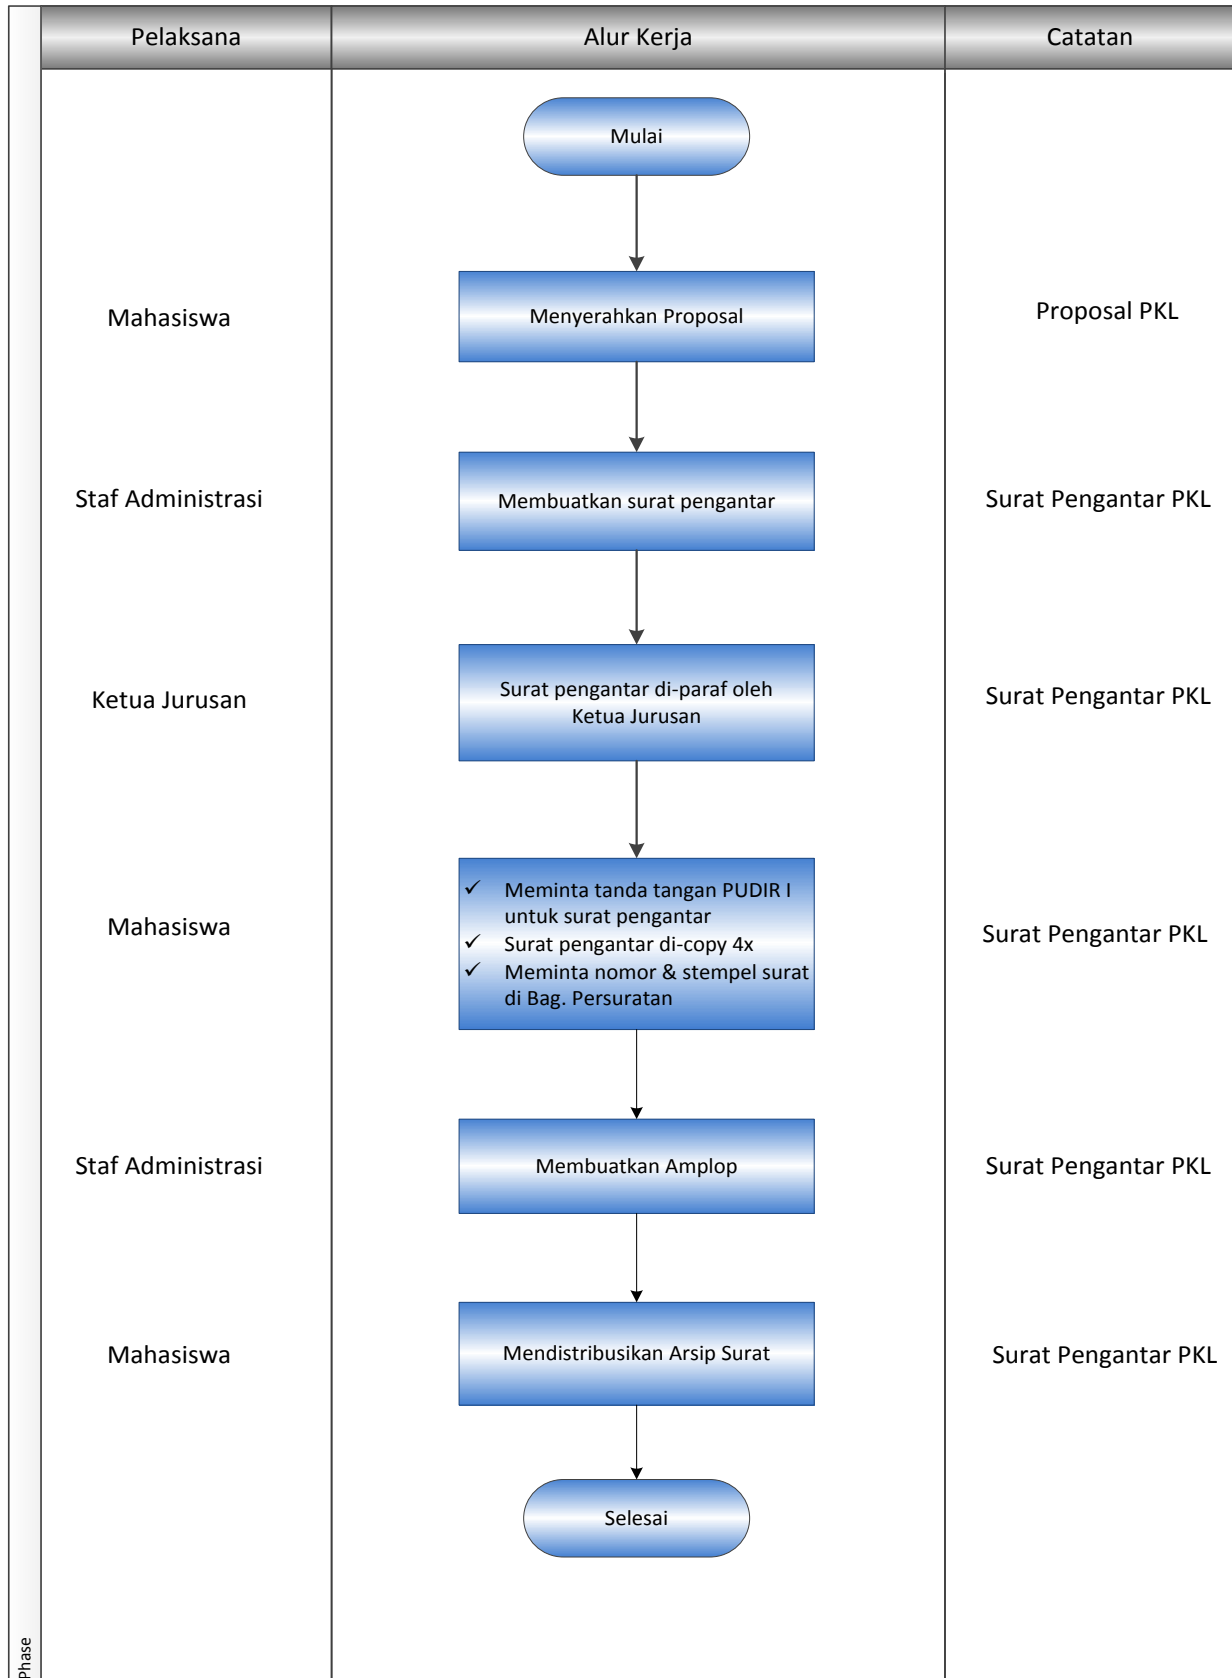 Pelaksana Alur Kerja Catatan
Mulai
Mahasiswa Menyerahkan Proposal Proposal PKL
Staf Administrasi Membuatkan surat pengantar Surat Pengantar PKL
Ketua Jurusan
Surat pengantar di-paraf oleh
Ketua Jurusan
Surat Pengantar PKL
Mahasiswa
✓ Meminta tanda tangan PUDIR I
untuk surat pengantar
✓ Surat pengantar di-copy 4x
✓ Meminta nomor & stempel surat
di Bag. Persuratan
Surat Pengantar PKL
Staf Administrasi Membuatkan Amplop Surat Pengantar PKL
Mahasiswa Mendistribusikan Arsip Surat Surat Pengantar PKL
Selesai
Phase